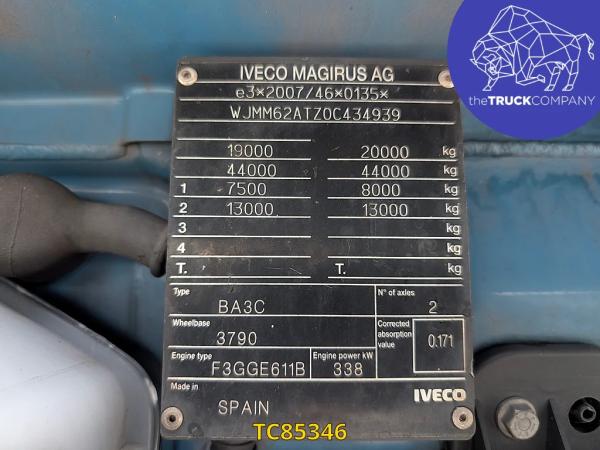 IVECO MAGIRUS AG
e3*2007/46*0135*
WJMM62ATZ0C434939
19000 20000 kg
44000 44000 kg
1 7500 8000 kg
2 13000 13000 kg
3 kg
4 kg
T. T. kg
Type BA3C N° of axles 2
Wheelbase 3790 Corrected absorption value 0.171
Engine type F3GGE611B Engine power kW 338
Made in SPAIN IVECO
theTRUCKCOMPANY
TC85346